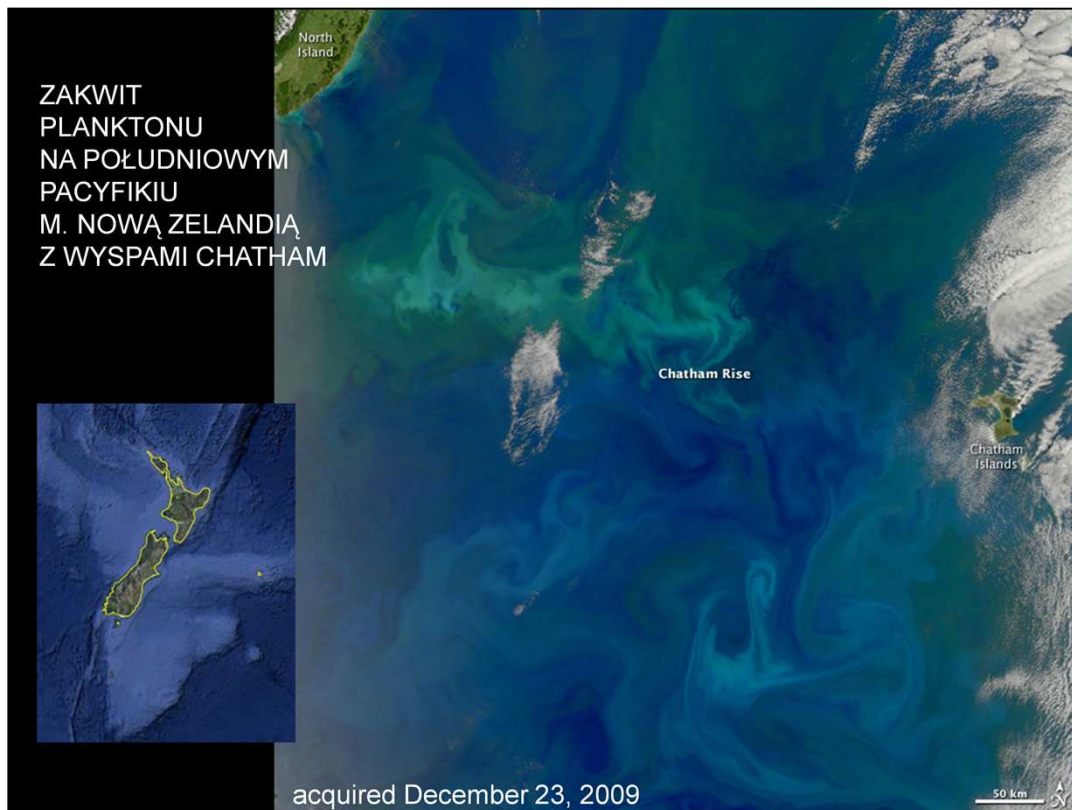 ZAKWIT
PLANKTONU
NA POŁUDNIOWYM
PACYFIKIU
M. NOWĄ ZELANDIĄ
Z WYSPAMI CHATHAM
North
Island
Chatham Rise
Chatham
Islands
acquired December 23, 2009
50 km
N